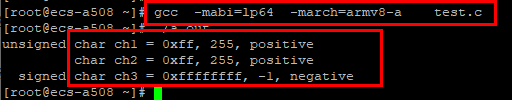 [root@ecs-a508 ~]# gcc  -mabi=lp64  -march=armv8-a    test.c
[root@ecs-a508 ~]# ./a.out
unsigned char ch1 = 0xff, 255, positive
         char ch2 = 0xff, 255, positive
  signed char ch3 = 0xffffffff, -1, negative
[root@ecs-a508 ~]#